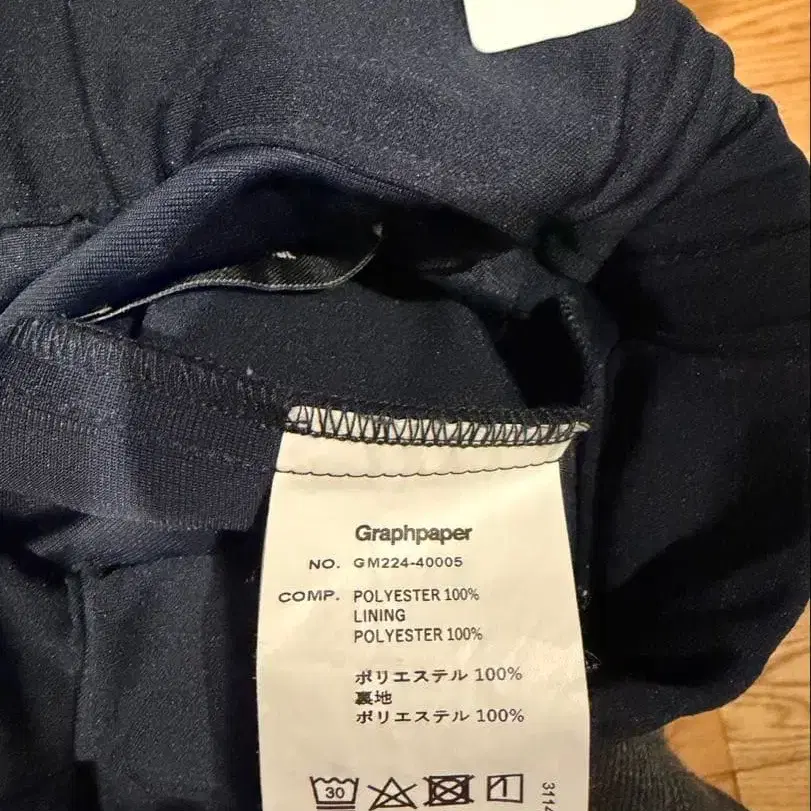 Graphpaper
NO. GM224-40005
COMP. POLYESTER 100%
LINING
POLYESTER 100%
ポリエステル 100%
裏地
ポリエステル 100%
30
3114